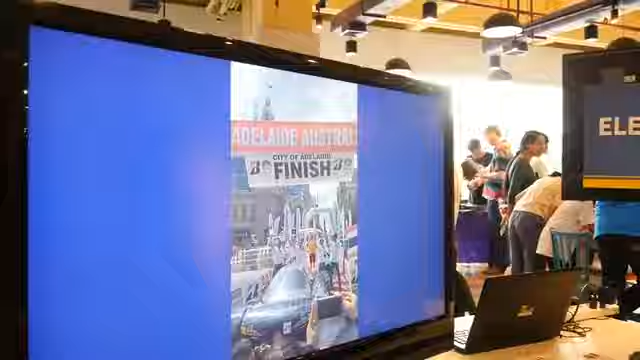 ADELAIDE AUSTRAL
CITY OF ADELAIDE
FINISH
ELE